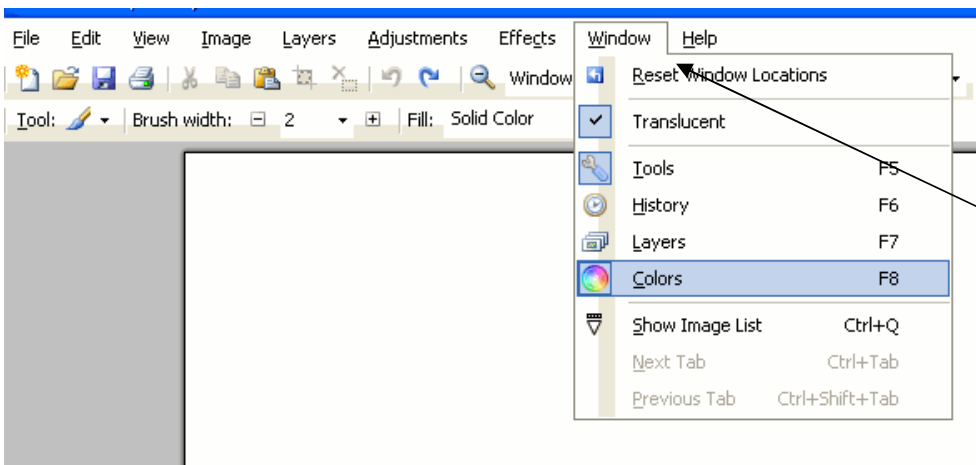 File Edit View Image Layers Adjustments Effects Window Help
Window
Tool: Brush width: 2 Fill: Solid Color
Reset Window Locations
Translucent
Tools F5
History F6
Layers F7
Colors F8
Show Image List Ctrl+Q
Next Tab Ctrl+Tab
Previous Tab Ctrl+Shift+Tab